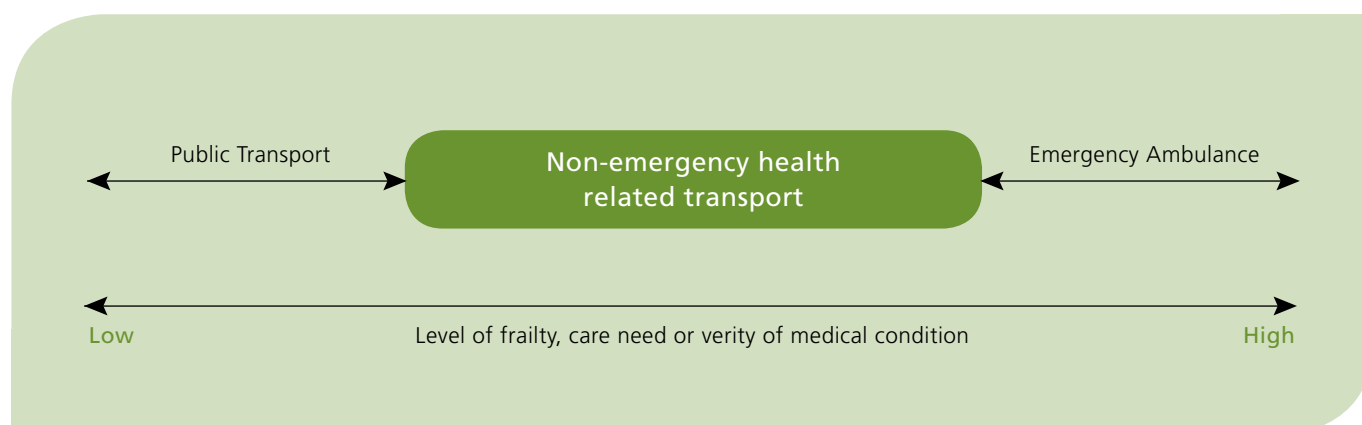 Public Transport
Non-emergency health
related transport
Emergency Ambulance
Low
Level of frailty, care need or verity of medical condition
High